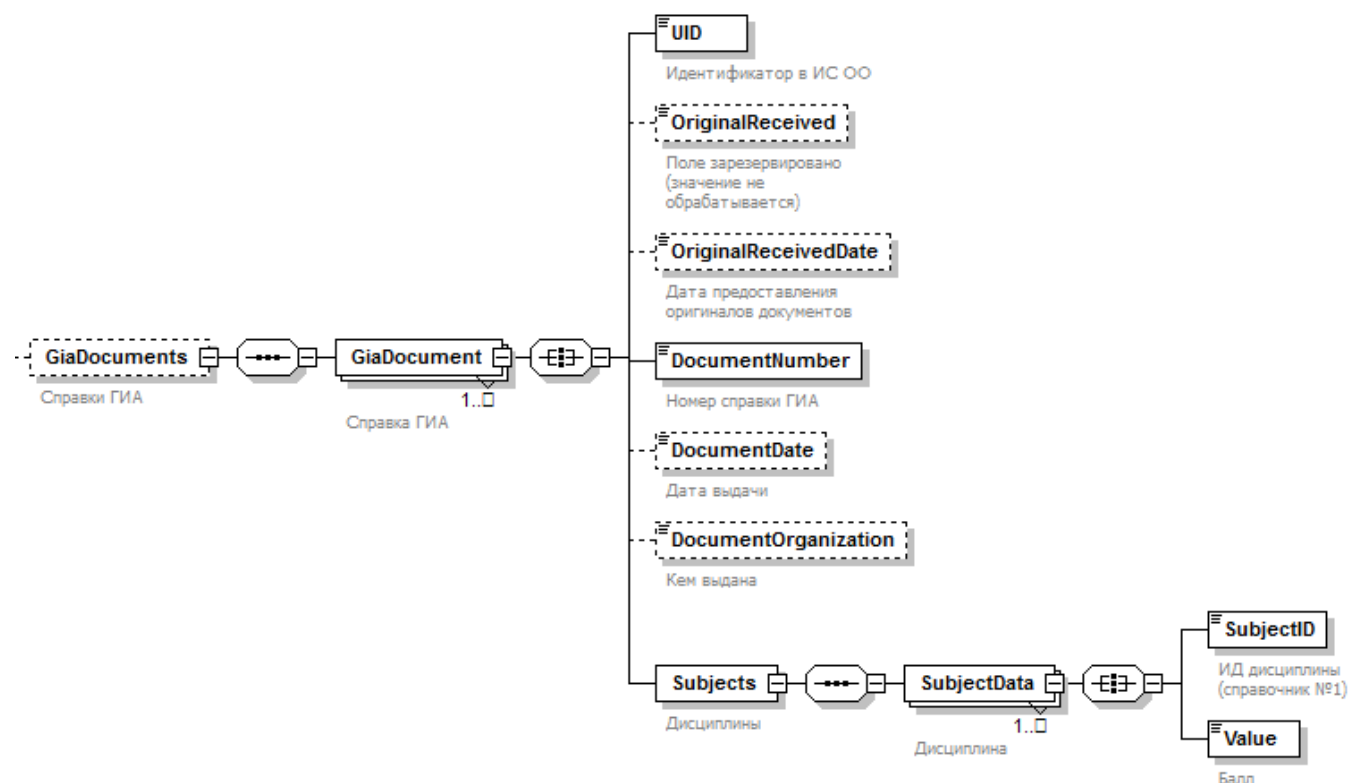 UID
Идентификатор в ИС ОО
OriginalReceived
Поле зарезервировано
(значение не
обрабатывается)
OriginalReceivedDate
Дата предоставления
оригиналов документов
GiaDocuments
Справки ГИА
GiaDocument
1..□
Справка ГИА
DocumentNumber
Номер справки ГИА
DocumentDate
Дата выдачи
DocumentOrganization
Кем выдана
Subjects
Дисциплины
SubjectData
1..□
Дисциплина
SubjectID
ИД дисциплины
(справочник №1)
Value
Балл